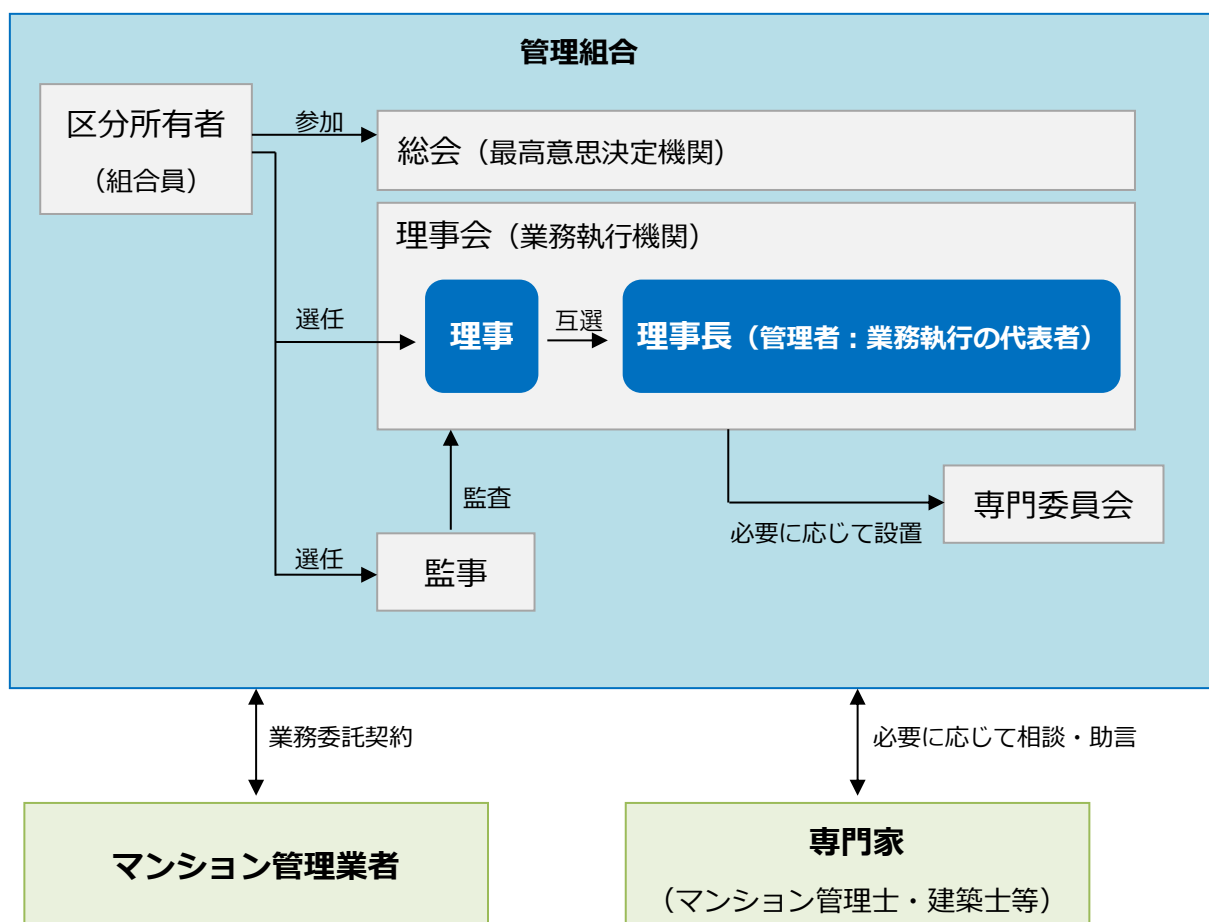 管理組合
区分所有者
（組合員）
参加
総会（最高意思決定機関）
理事会（業務執行機関）
選任
理事
互選
理事長（管理者：業務執行の代表者）
監査
選任
監事
必要に応じて設置
専門委員会
業務委託契約
必要に応じて相談・助言
マンション管理業者
専門家
（マンション管理士・建築士等）